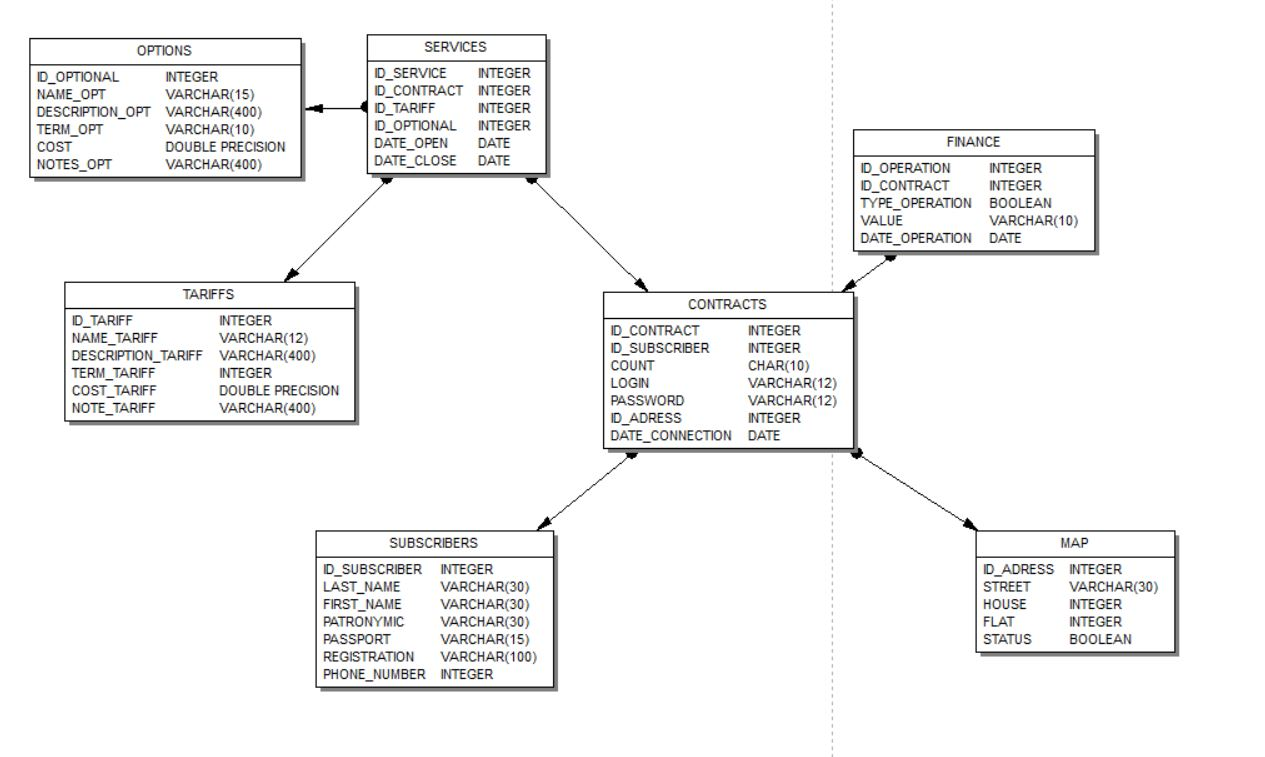 OPTIONS
ID_OPTIONAL INTEGER
NAME_OPT VARCHAR(15)
DESCRIPTION_OPT VARCHAR(400)
TERM_OPT VARCHAR(10)
COST DOUBLE PRECISION
NOTES_OPT VARCHAR(400)
SERVICES
ID_SERVICE INTEGER
ID_CONTRACT INTEGER
ID_TARIFF INTEGER
ID_OPTIONAL INTEGER
DATE_OPEN DATE
DATE_CLOSE DATE
FINANCE
ID_OPERATION INTEGER
ID_CONTRACT INTEGER
TYPE_OPERATION BOOLEAN
VALUE VARCHAR(10)
DATE_OPERATION DATE
TARIFFS
ID_TARIFF INTEGER
NAME_TARIFF VARCHAR(12)
DESCRIPTION_TARIFF VARCHAR(400)
TERM_TARIFF INTEGER
COST_TARIFF DOUBLE PRECISION
NOTE_TARIFF VARCHAR(400)
CONTRACTS
ID_CONTRACT INTEGER
ID_SUBSCRIBER INTEGER
COUNT CHAR(10)
LOGIN VARCHAR(12)
PASSWORD VARCHAR(12)
ID_ADRESS INTEGER
DATE_CONNECTION DATE
SUBSCRIBERS
ID_SUBSCRIBER INTEGER
LAST_NAME VARCHAR(30)
FIRST_NAME VARCHAR(30)
PATRONYMIC VARCHAR(30)
PASSPORT VARCHAR(15)
REGISTRATION VARCHAR(100)
PHONE_NUMBER INTEGER
MAP
ID_ADRESS INTEGER
STREET VARCHAR(30)
HOUSE INTEGER
FLAT INTEGER
STATUS BOOLEAN